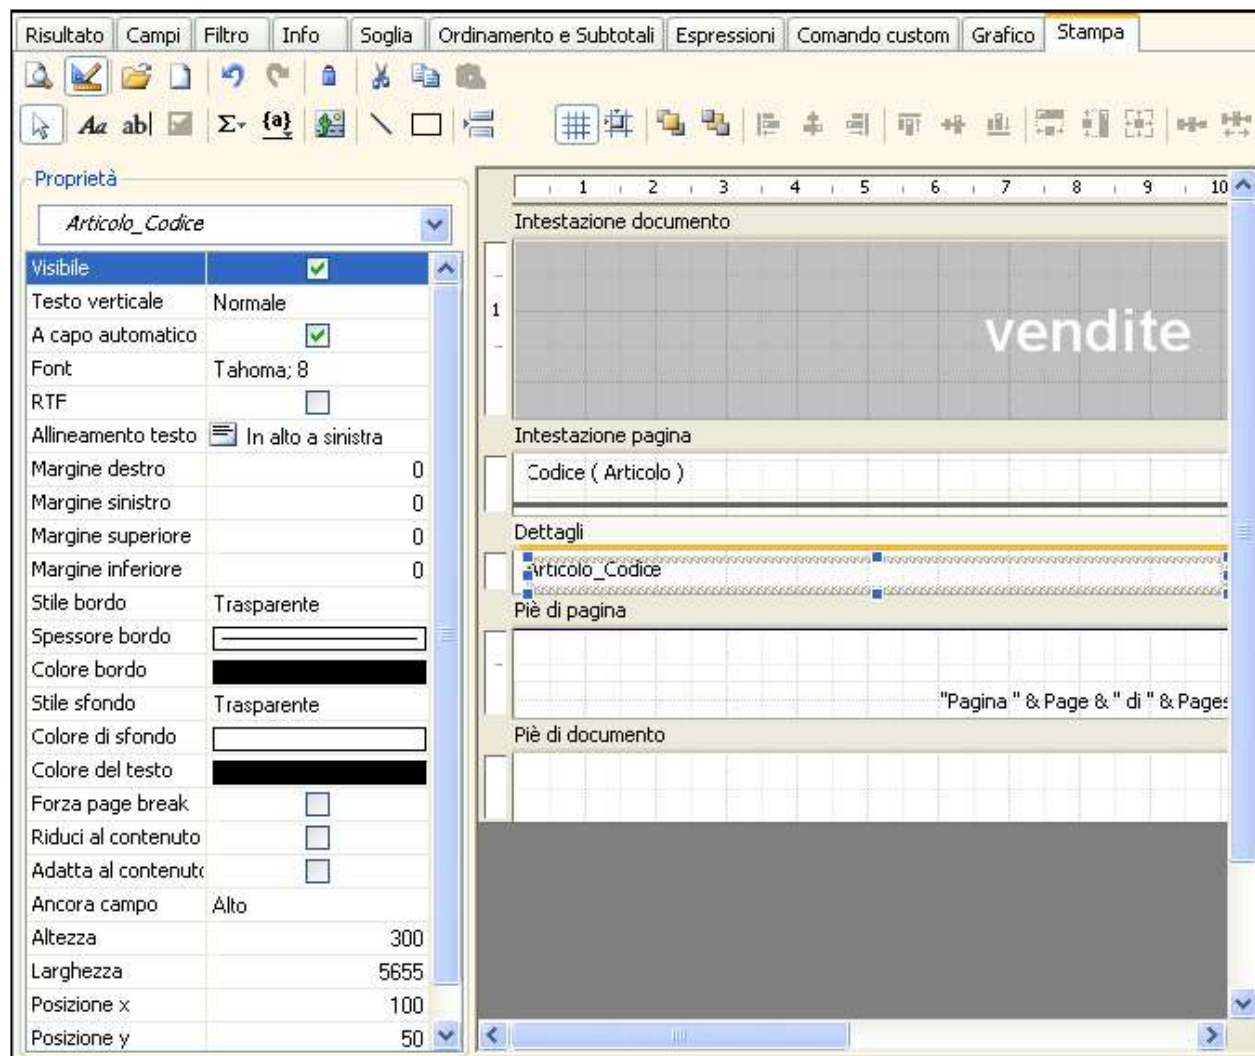 Risultato Campi Filtro Info Soglia Ordinamento e Subtotali Espressioni Comando custom Grafico Stampa
Aa ab| Σ {a}
Proprietà
Articolo_Codice
Visibile
Testo verticale Normale
A capo automatico
Font Tahoma; 8
RTF
Allineamento testo In alto a sinistra
Margine destro 0
Margine sinistro 0
Margine superiore 0
Margine inferiore 0
Stile bordo Trasparente
Spessore bordo
Colore bordo
Stile sfondo Trasparente
Colore di sfondo
Colore del testo
Forza page break
Riduci al contenuto
Adatta al contenuto
Ancora campo Alto
Altezza 300
Larghezza 5655
Posizione x 100
Posizione y 50
1 2 3 4 5 6 7 8 9 10
Intestazione documento
1
vendite
Intestazione pagina
Codice ( Articolo )
Dettagli
Articolo_Codice
Piè di pagina
"Pagina " & Page & " di " & Pages
Piè di documento